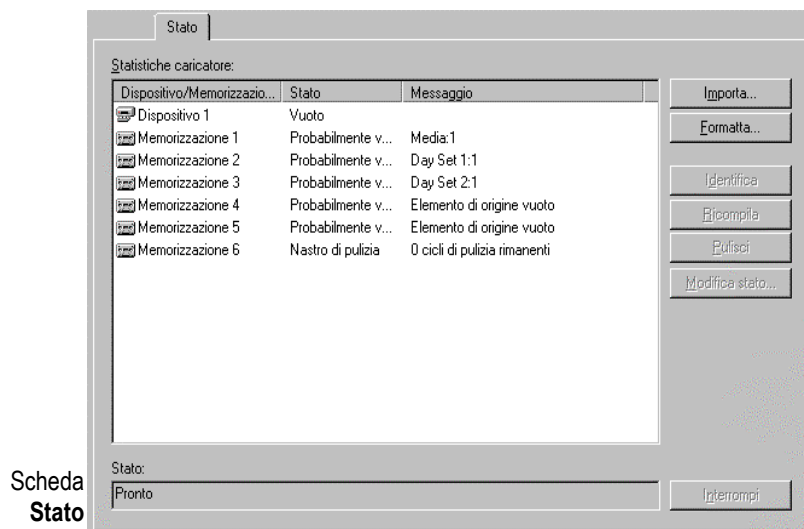 Stato
Statistiche caricatore:
Dispositivo/Memorizzazio... Stato Messaggio
Dispositivo 1 Vuoto
Memorizzazione 1 Probabilmente v... Media:1
Memorizzazione 2 Probabilmente v... Day Set 1:1
Memorizzazione 3 Probabilmente v... Day Set 2:1
Memorizzazione 4 Probabilmente v... Elemento di origine vuoto
Memorizzazione 5 Probabilmente v... Elemento di origine vuoto
Memorizzazione 6 Nastro di pulizia 0 cicli di pulizia rimanenti
Importa...
Formatta...
Identifica
Ricompila
Pulisci
Modifica stato...
Stato:
Pronto
Interrompi
Scheda
Stato